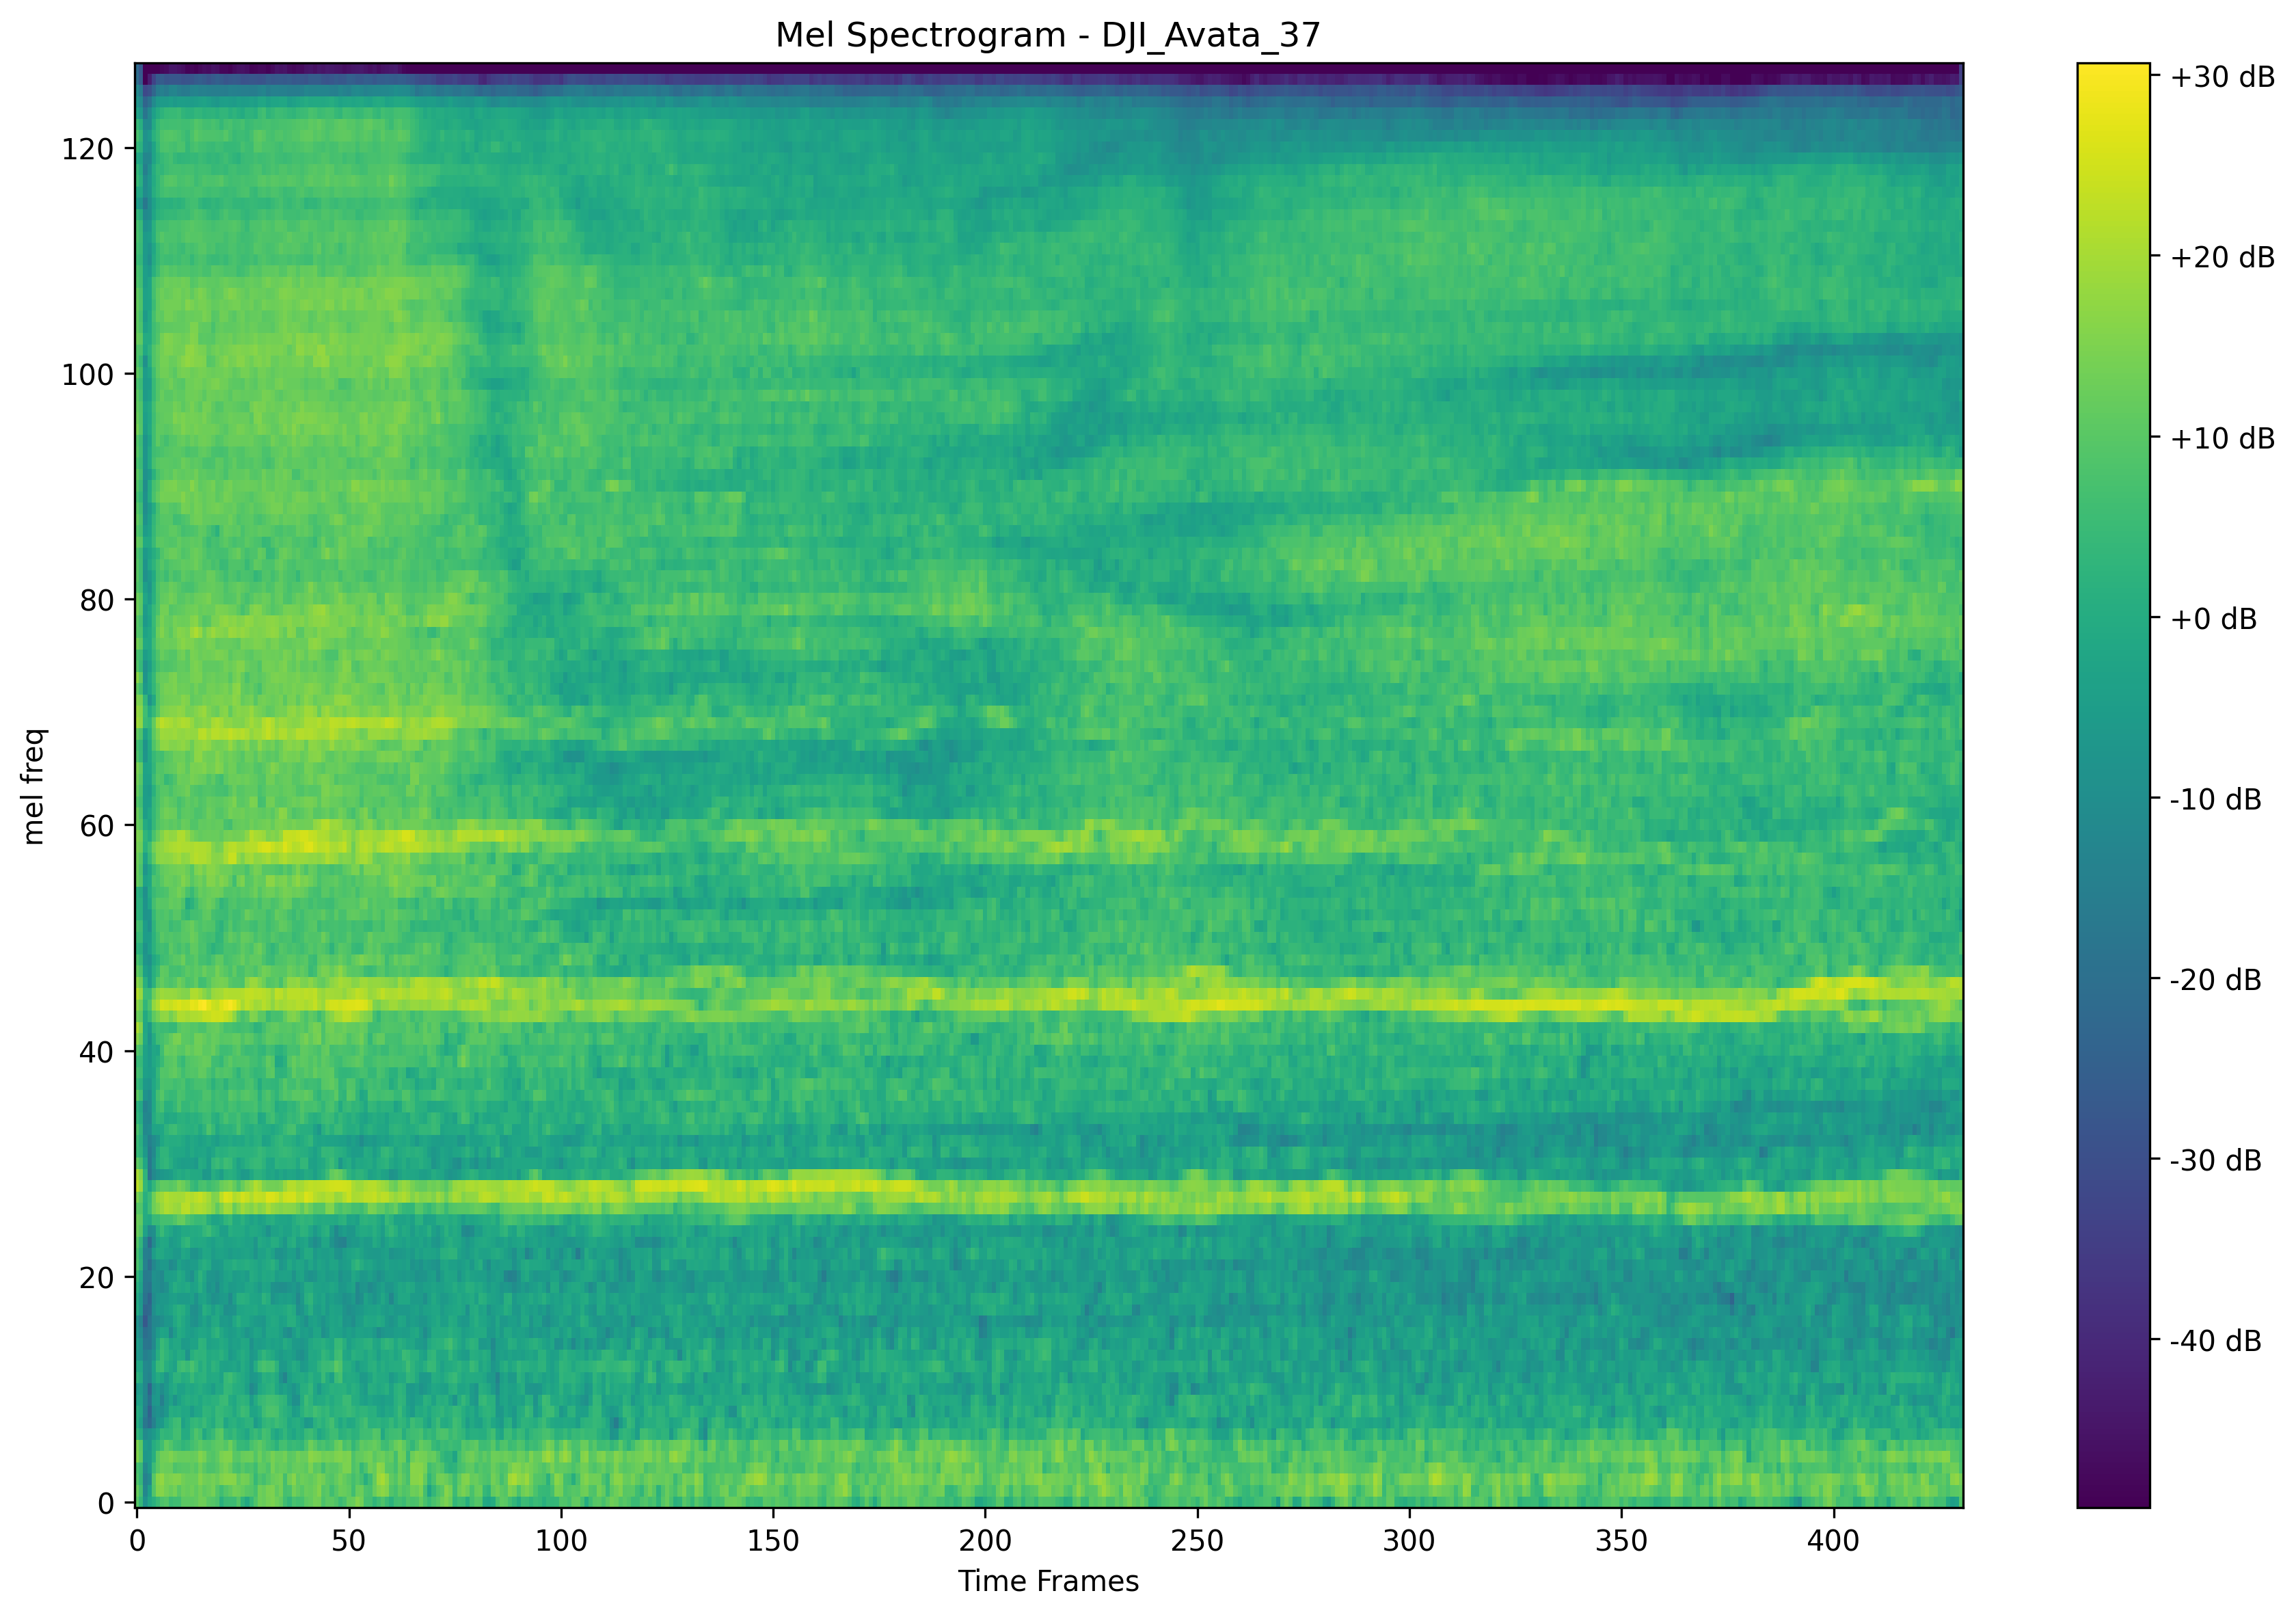 Mel Spectrogram - DJI_Avata_37
+30 dB
+20 dB
+10 dB
+0 dB
-10 dB
-20 dB
-30 dB
-40 dB
120
100
80
60
40
20
0
mel freq
0 50 100 150 200 250 300 350 400
Time Frames